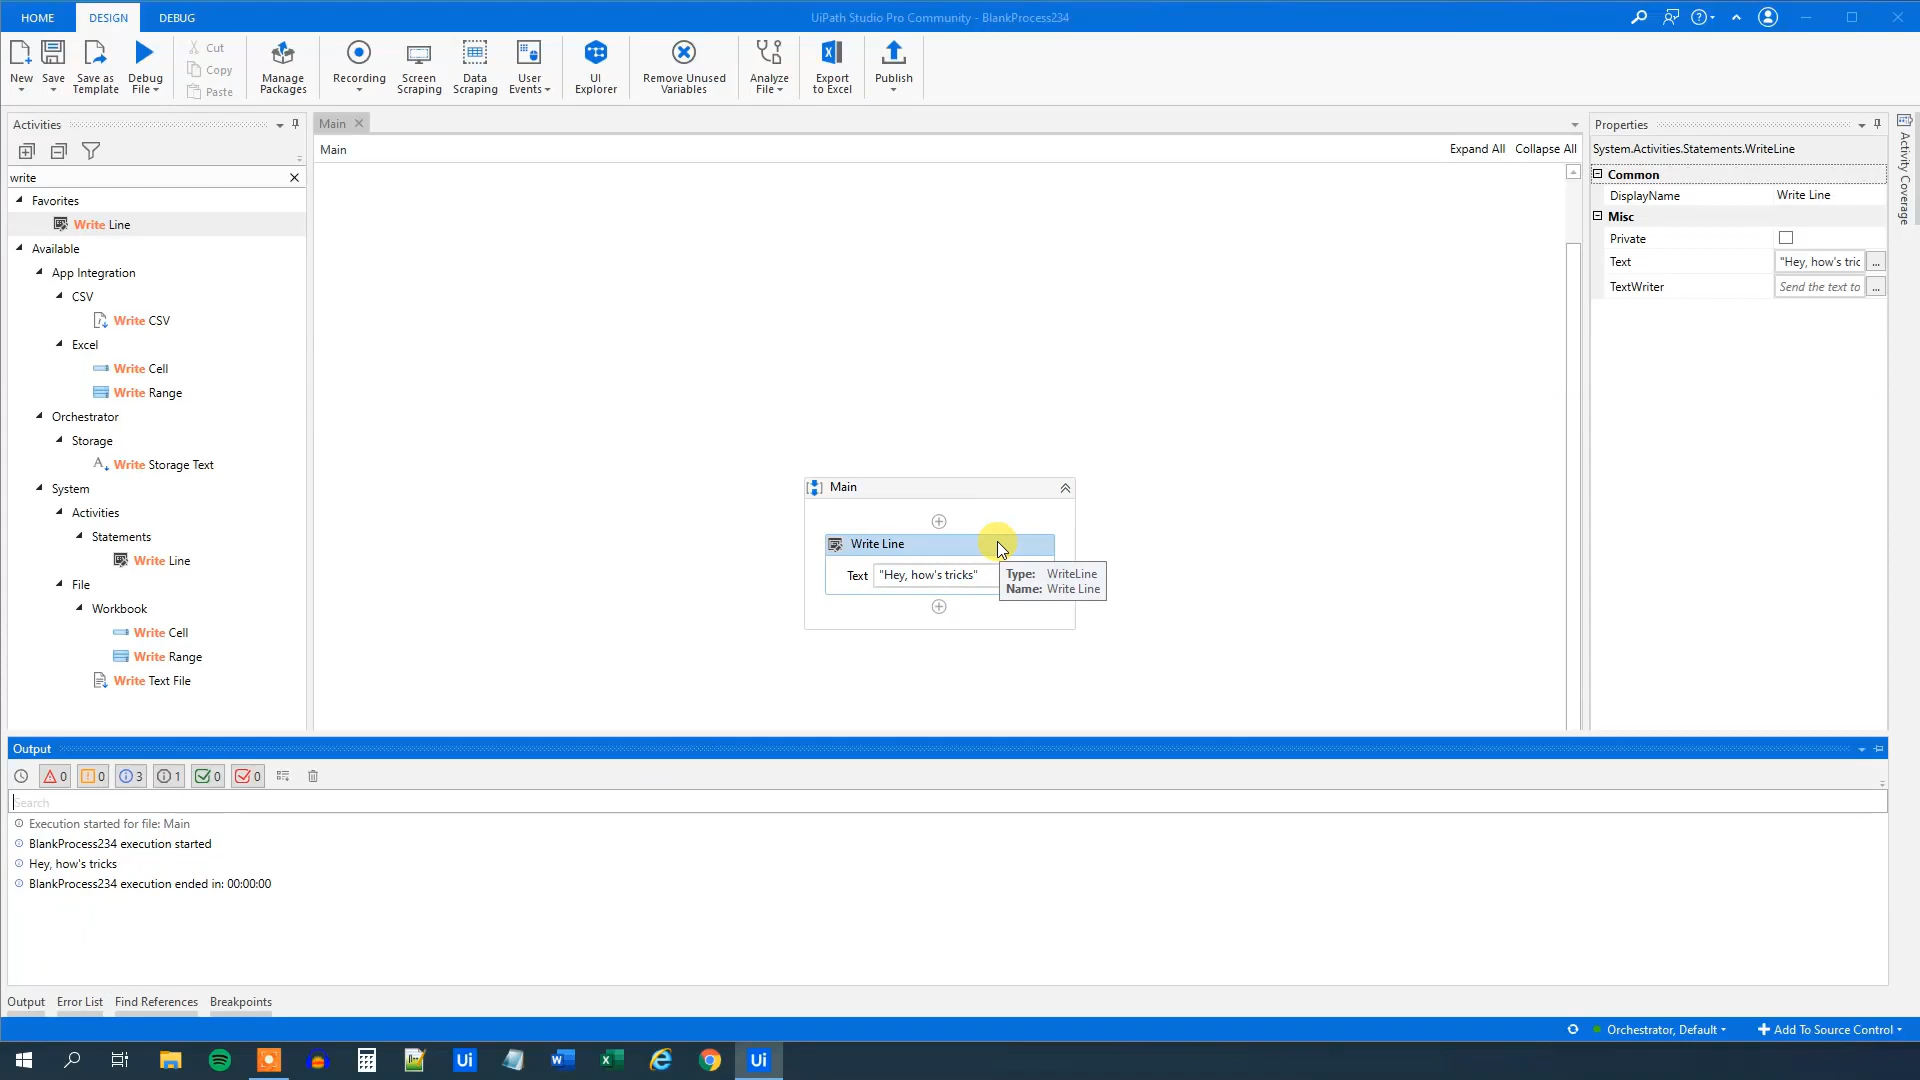 HOME
DESIGN
DEBUG
UiPath Studio Pro Community - BlankProcess234
New
Save
Save as Template
Debug File
Cut
Copy
Paste
Manage Packages
Recording
Screen Scraping
Data Scraping
User Events
UI Explorer
Remove Unused Variables
Analyze File
Export to Excel
Publish
Activities
write
Favorites
Write Line
Available
App Integration
CSV
Write CSV
Excel
Write Cell
Write Range
Orchestrator
Storage
Write Storage Text
System
Activities
Statements
Write Line
File
Workbook
Write Cell
Write Range
Write Text File
Main
Main
Expand All
Collapse All
Main
Write Line
Text "Hey, how's tricks"
Type: WriteLine
Name: Write Line
Properties
System.Activities.Statements.WriteLine
Common
DisplayName Write Line
Misc
Private
Text "Hey, how's tric ...
TextWriter Send the text to ...
Activity Coverage
Output
0 0 3 1 0 0
Search
Execution started for file: Main
BlankProcess234 execution started
Hey, how's tricks
BlankProcess234 execution ended in: 00:00:00
Output
Error List
Find References
Breakpoints
Orchestrator, Default
Add To Source Control
Ui
Ui